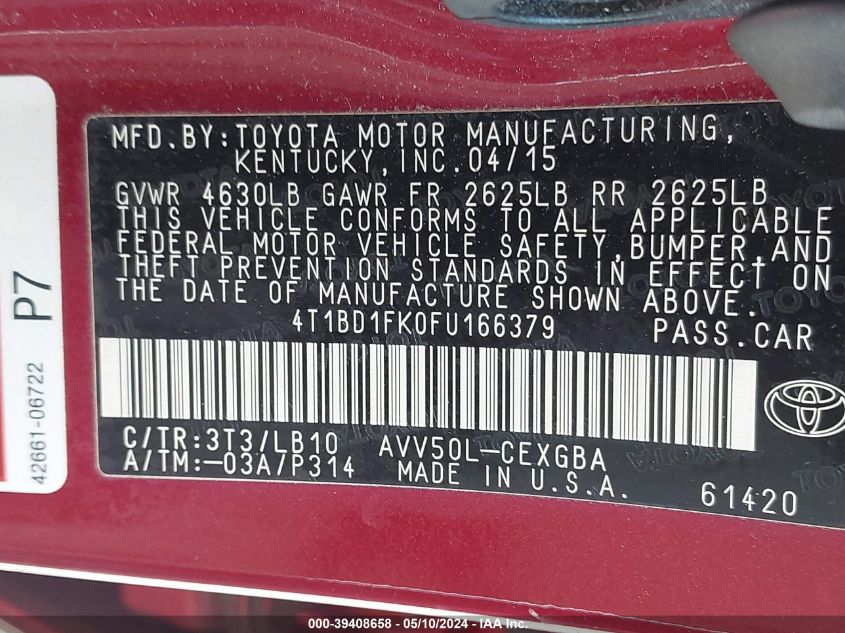 MFD.BY:TOYOTA MOTOR MANUFACTURING,
KENTUCKY,INC.04/15
GVWR 4630LB GAWR FR 2625LB RR 2625LB
THIS VEHICLE CONFORMS TO ALL APPLICABLE
FEDERAL MOTOR VEHICLE SAFETY,BUMPER,AND
THEFT PREVENTION STANDARDS IN EFFECT ON
THE DATE OF MANUFACTURE SHOWN ABOVE.
4T1BD1FK0FU166379 PASS.CAR
C/TR:3T3/LB10 AVV50L-CEXGBA
A/TM:-03A/P314 MADE IN U.S.A.
61420
P7
42661-06722
000-39408658 - 05/10/2024 - IAA Inc.